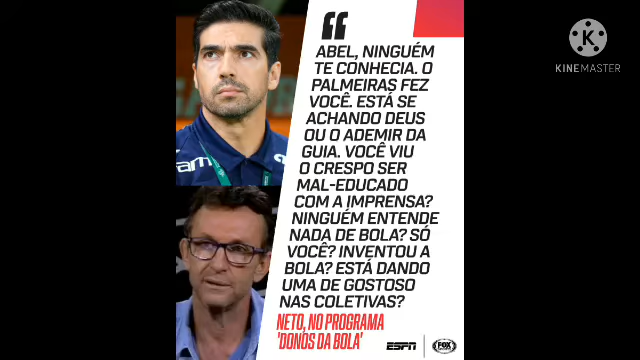 ABEL, NINGUÉM
TE CONHECIA. O
PALMEIRAS FEZ
VOCÊ. ESTÁ SE
ACHANDO DEUS
OU O ADEMIR DA
GUIA. VOCÊ VIU
O CRESPO SER
MAL-EDUCADO
COM A IMPRENSA?
NINGUÉM ENTENDE
NADA DE BOLA? SÓ
VOCÊ? INVENTOU A
BOLA? ESTÁ DANDO
UMA DE GOSTOSO
NAS COLETIVAS?
NETO, NO PROGRAMA
'DONOS DA BOLA'
ESPN
FOX
K
KINEMASTER